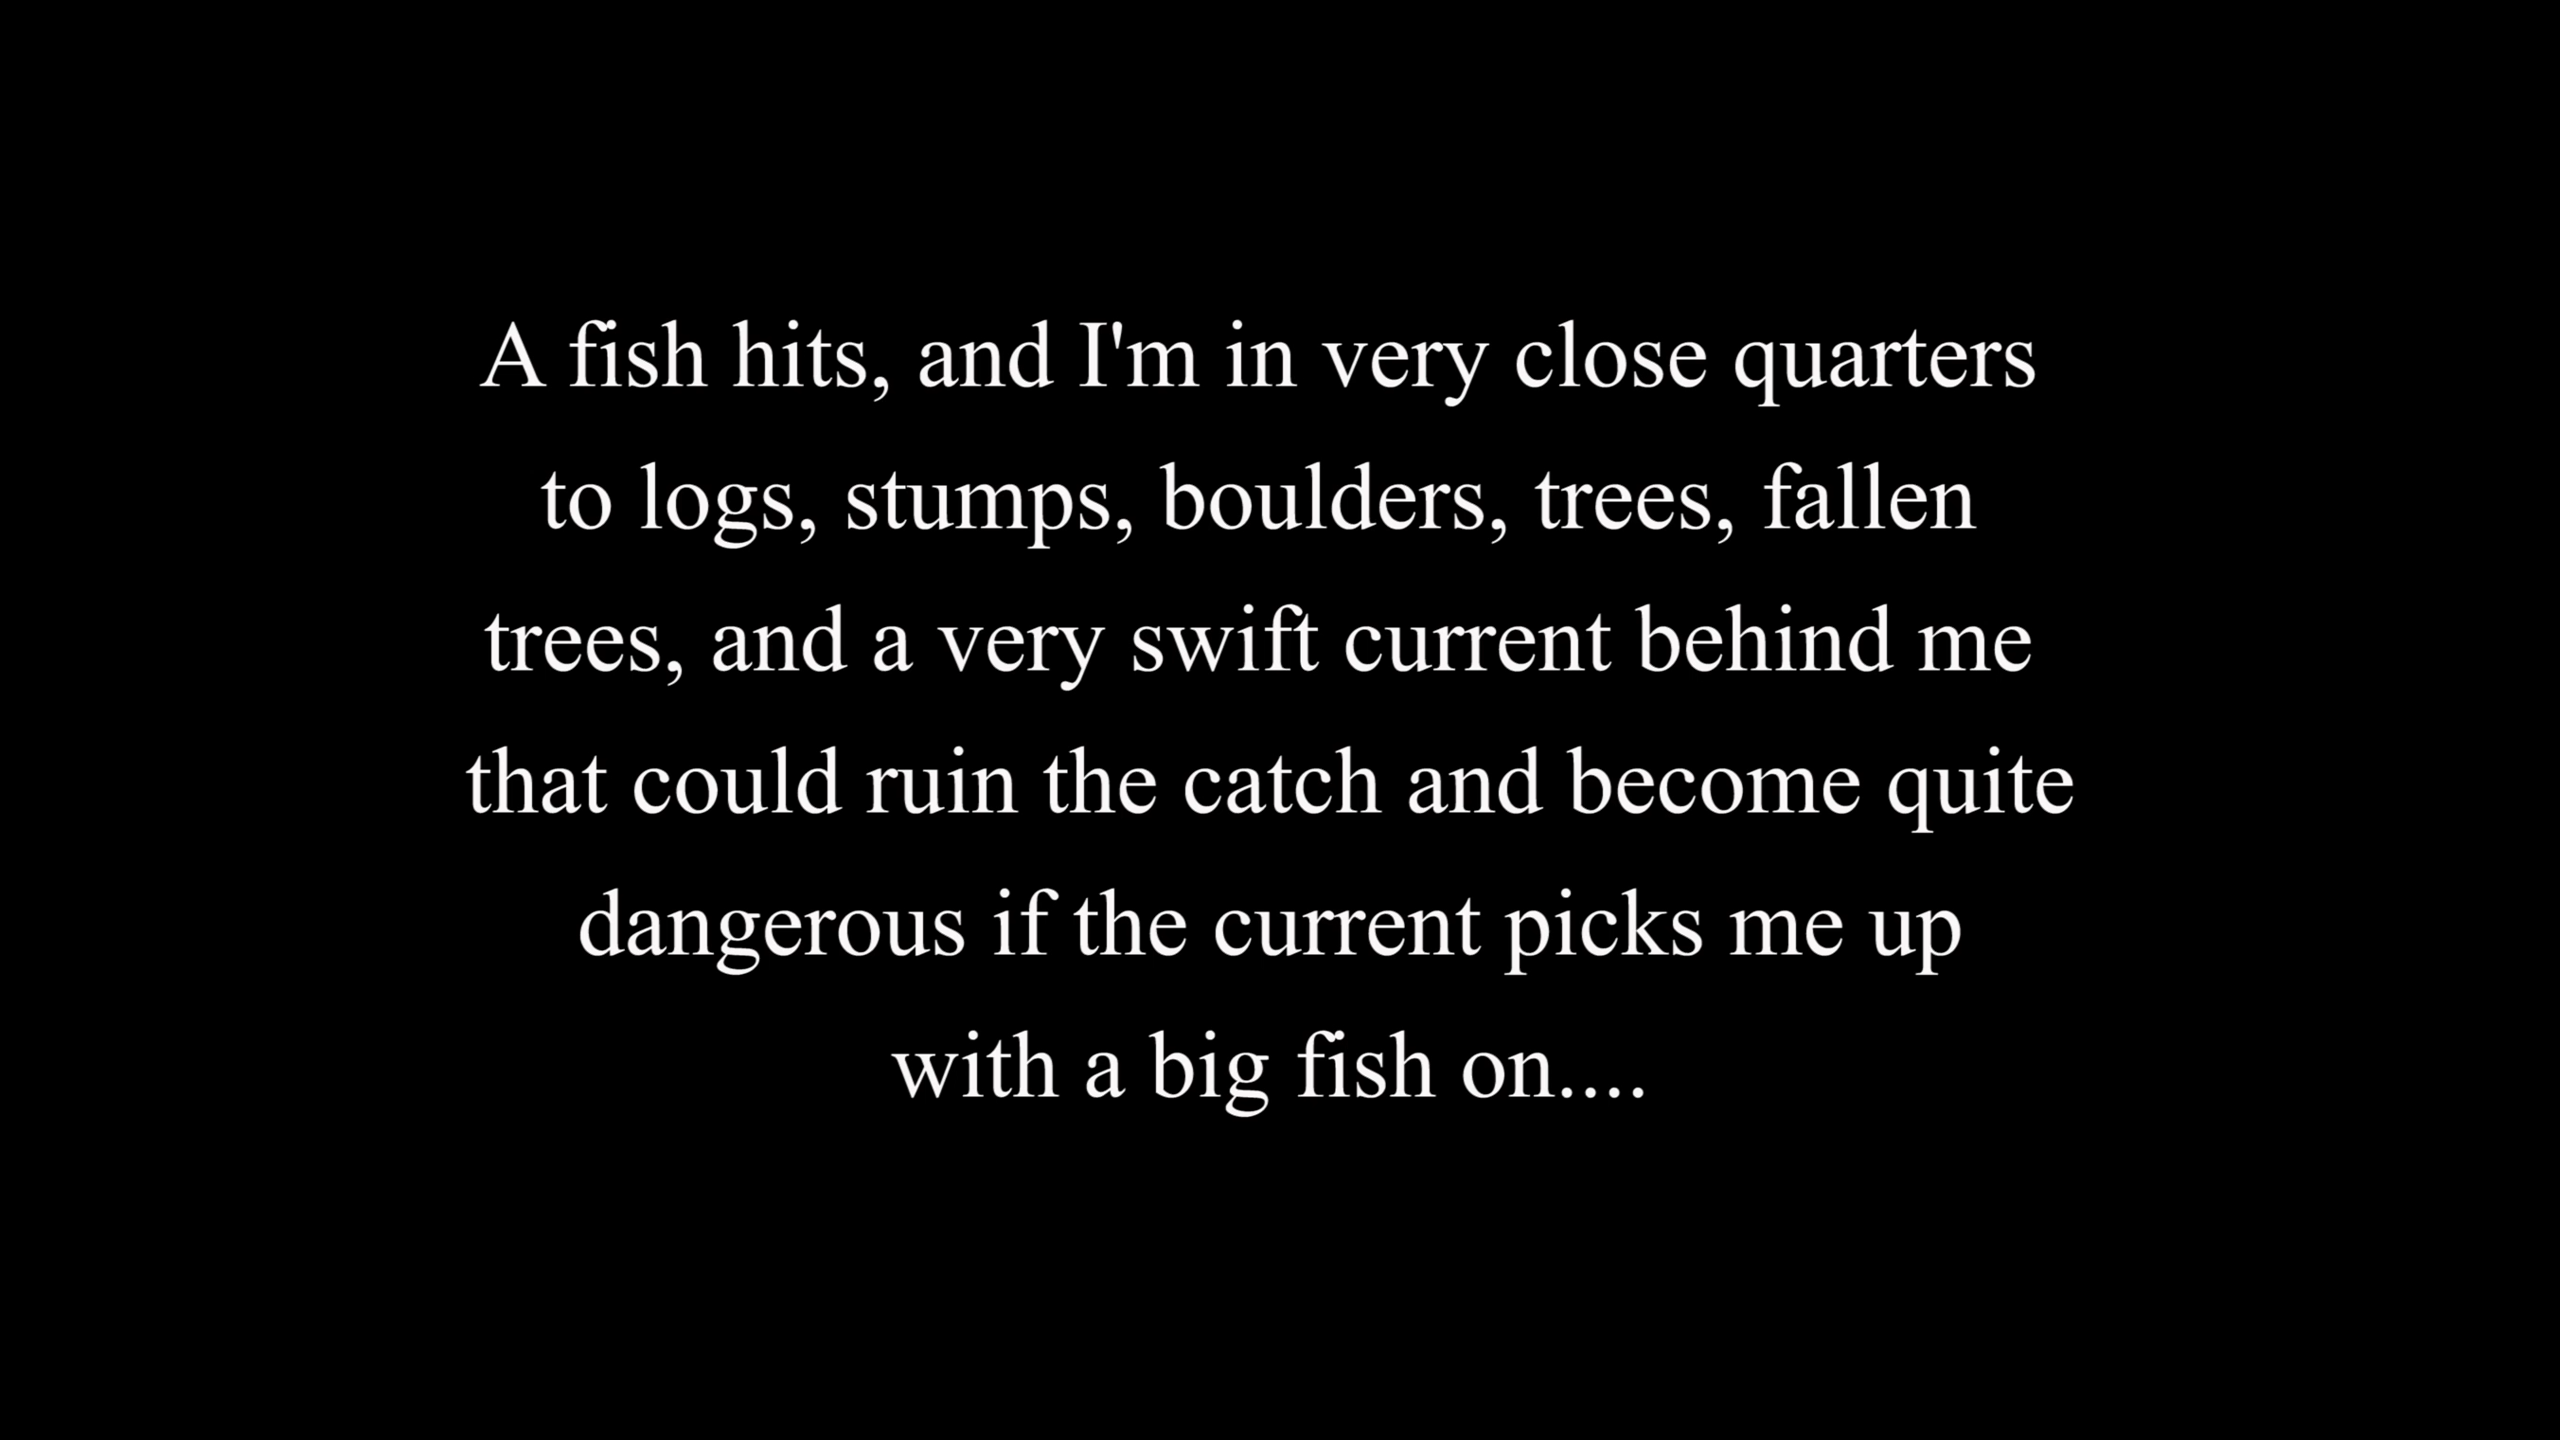 A fish hits, and I'm in very close quarters
to logs, stumps, boulders, trees, fallen
trees, and a very swift current behind me
that could ruin the catch and become quite
dangerous if the current picks me up
with a big fish on....